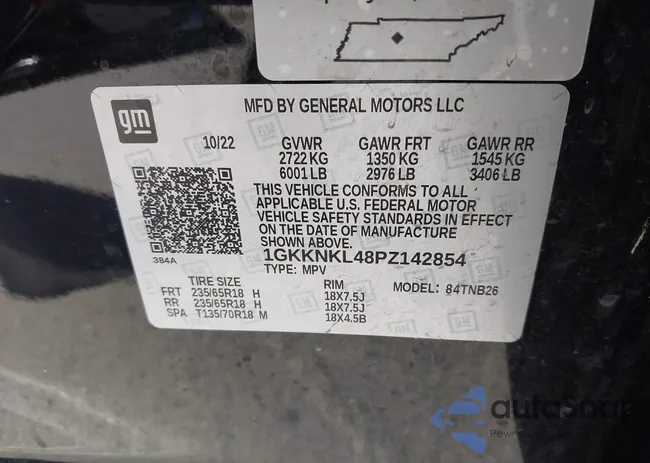 gm
MFD BY GENERAL MOTORS LLC
10/22 GVWR GAWR FRT GAWR RR
2722 KG 1350 KG 1545 KG
6001 LB 2976 LB 3406 LB
THIS VEHICLE CONFORMS TO ALL
APPLICABLE U.S. FEDERAL MOTOR
VEHICLE SAFETY STANDARDS IN EFFECT
ON THE DATE OF MANUFACTURE
SHOWN ABOVE.
384A
1GKKNKL48PZ142854
TYPE: MPV
MODEL: 84TNB26
TIRE SIZE RIM
FRT 235/65R18 H 18X7.5J
RR 235/65R18 H 18X7.5J
SPA T135/70R18 M 18X4.5B